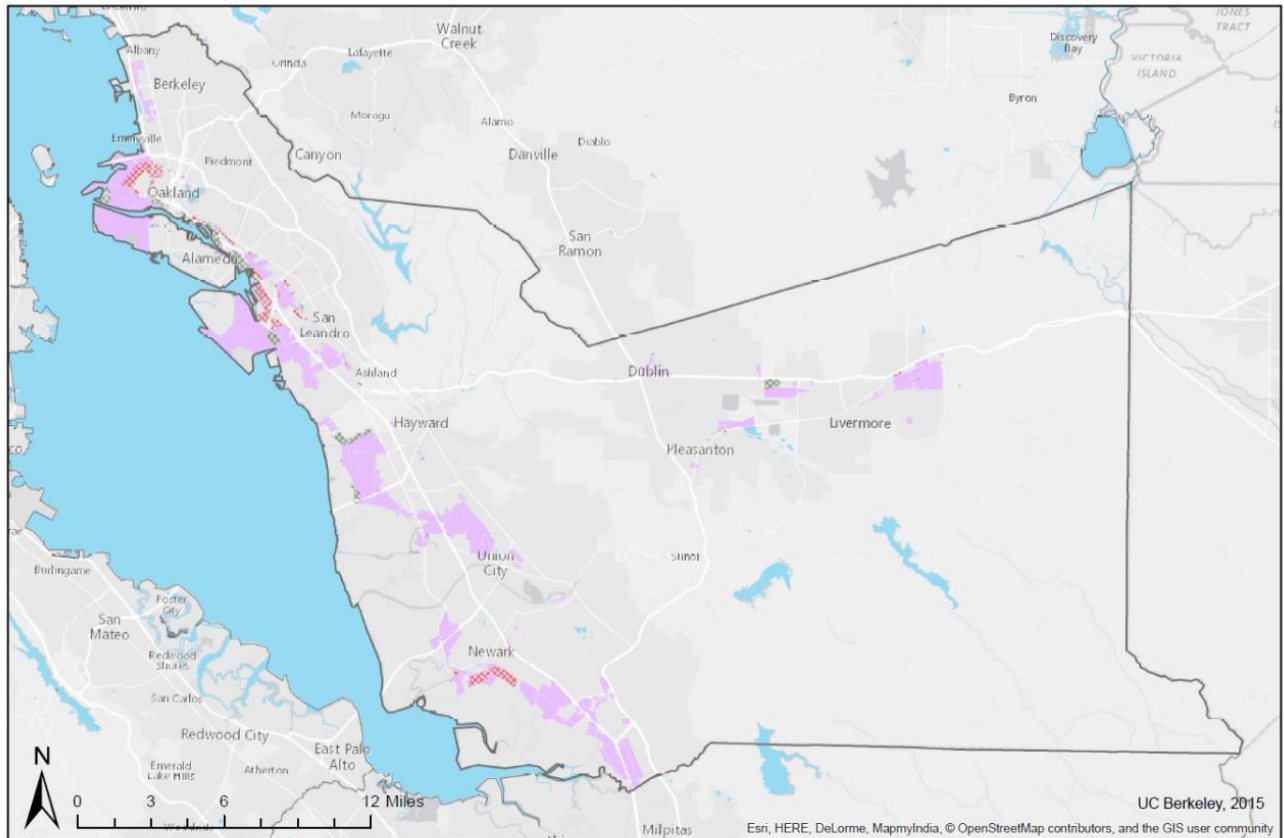 Albany
Orinda
Lafayette
Walnut
Creek
Discovery
Bay
JONES
TRACT
VICTORIA
ISLAND
Berkeley
Moraga
Alamo
Byron
Emeryville
Piedmont
Canyon
Danville
Diablo
Oakland
San
Ramon
Alameda
San
Leandro
Ashland
Dublin
Hayward
Livermore
Pleasanton
Union
City
Sunol
Burlingame
Foster
City
San
Mateo
Redwood
Shores
Newark
San Carlos
Redwood City
East Palo
Alto
Emerald
Lake Hills
Atherton
N
0 3 6 12 Miles
Milpitas
UC Berkeley, 2015
Esri, HERE, DeLorme, MapmyIndia, © OpenStreetMap contributors, and the GIS user community